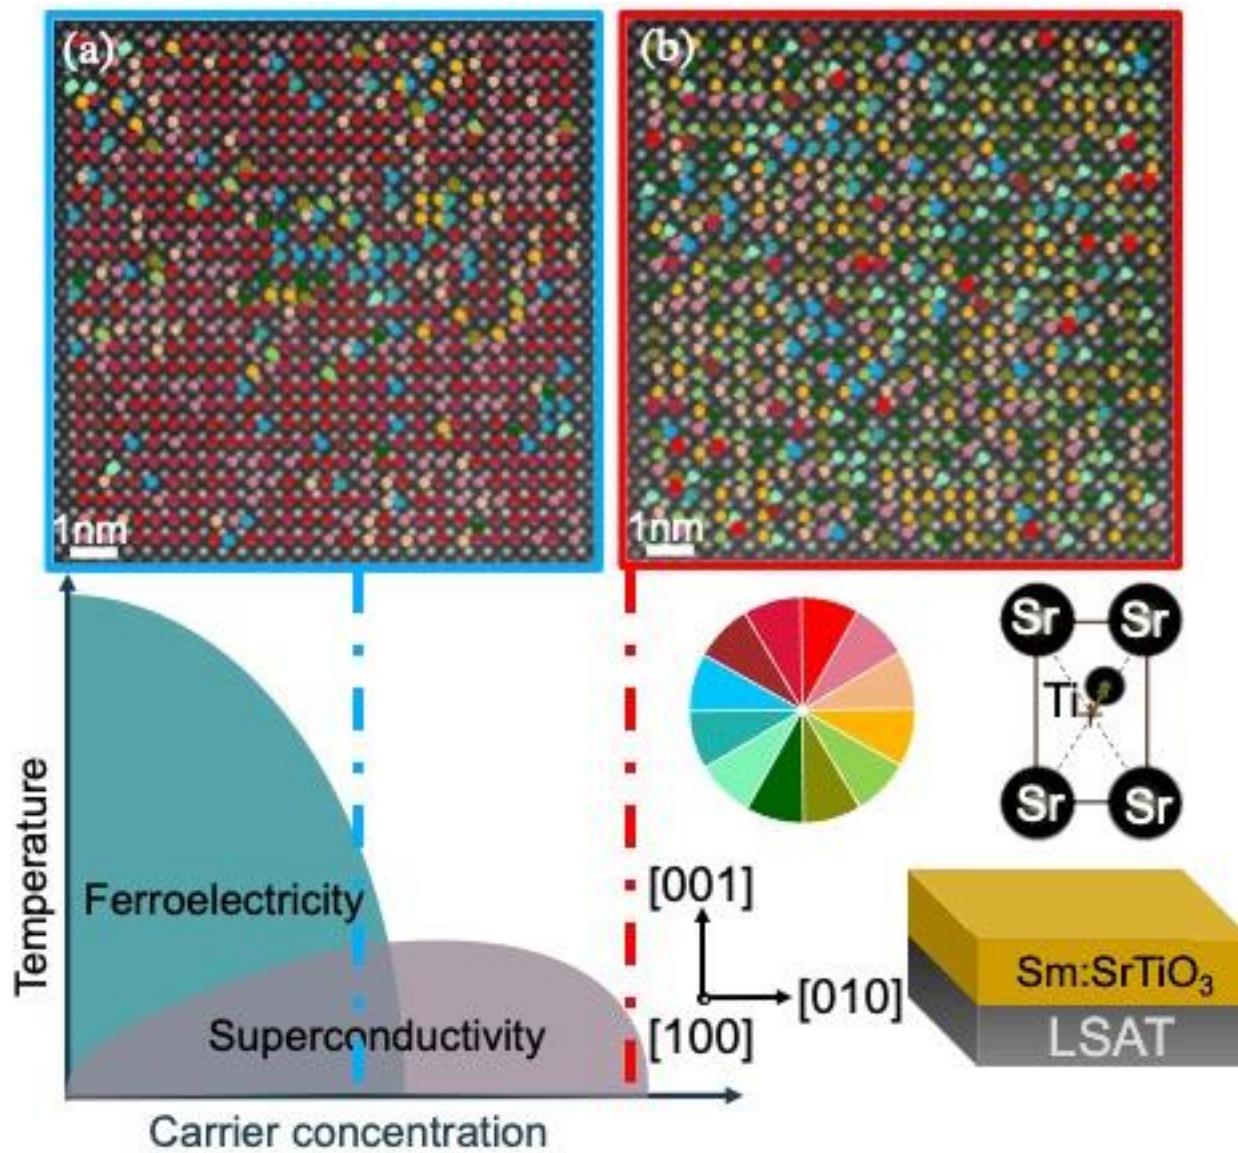 (a)
(b)
1nm
1nm
Sr
Sr
Ti
Sr
Sr
Temperature
Ferroelectricity
Superconductivity
Carrier concentration
[001]
[010]
[100]
Sm:SrTiO₃
LSAT